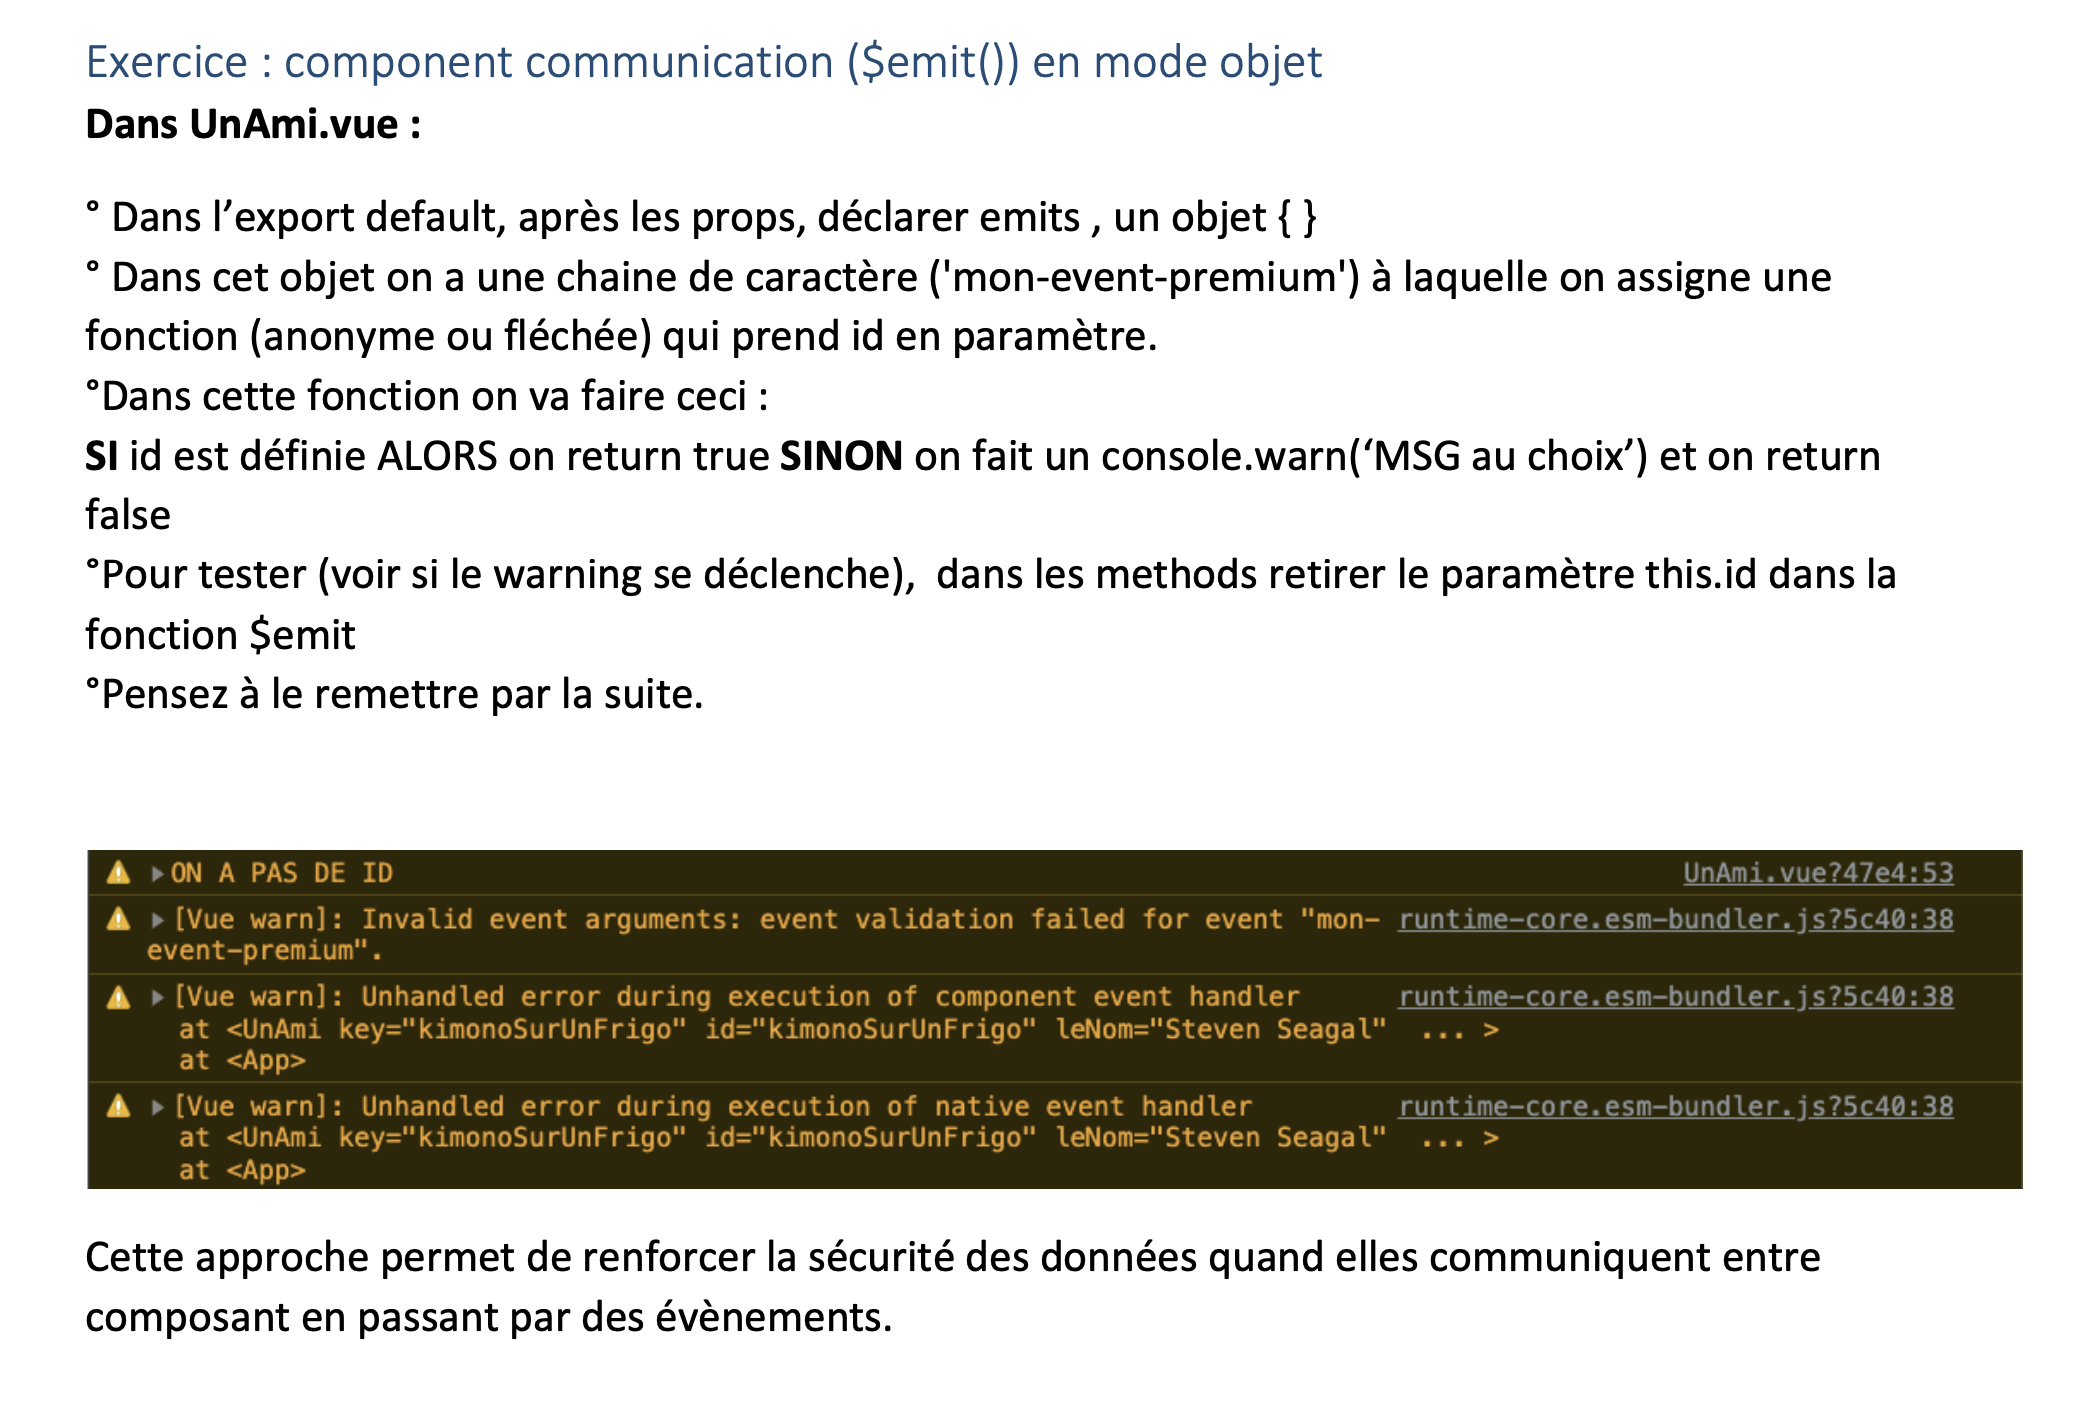 Exercice : component communication ($emit()) en mode objet
Dans UnAmi.vue :
° Dans l’export default, après les props, déclarer emits , un objet { }
° Dans cet objet on a une chaine de caractère ('mon-event-premium') à laquelle on assigne une
fonction (anonyme ou fléchée) qui prend id en paramètre.
°Dans cette fonction on va faire ceci :
SI id est définie ALORS on return true SINON on fait un console.warn(‘MSG au choix’) et on return
false
°Pour tester (voir si le warning se déclenche),  dans les methods retirer le paramètre this.id dans la
fonction $emit
°Pensez à le remettre par la suite.
ON A PAS DE ID UnAmi.vue?47e4:53
[Vue warn]: Invalid event arguments: event validation failed for event "mon- runtime-core.esm-bundler.js?5c40:38
event-premium".
[Vue warn]: Unhandled error during execution of component event handler runtime-core.esm-bundler.js?5c40:38
at <UnAmi key="kimonoSurUnFrigo" id="kimonoSurUnFrigo" leNom="Steven Seagal" ... >
at <App>
[Vue warn]: Unhandled error during execution of native event handler runtime-core.esm-bundler.js?5c40:38
at <UnAmi key="kimonoSurUnFrigo" id="kimonoSurUnFrigo" leNom="Steven Seagal" ... >
at <App>
Cette approche permet de renforcer la sécurité des données quand elles communiquent entre
composant en passant par des évènements.